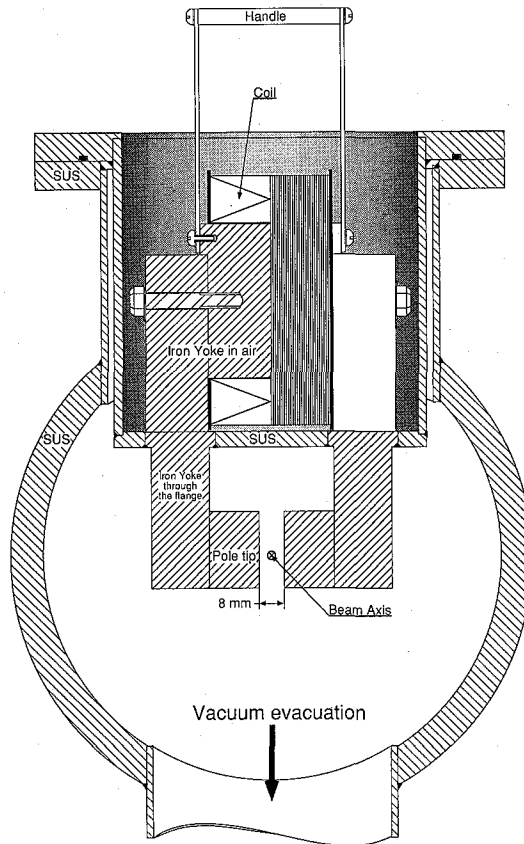 Handle
Coil
SUS
Iron Yoke in air
SUS
SUS
Iron Yoke
through
the flange
Pole tip
8 mm
Beam Axis
Vacuum evacuation